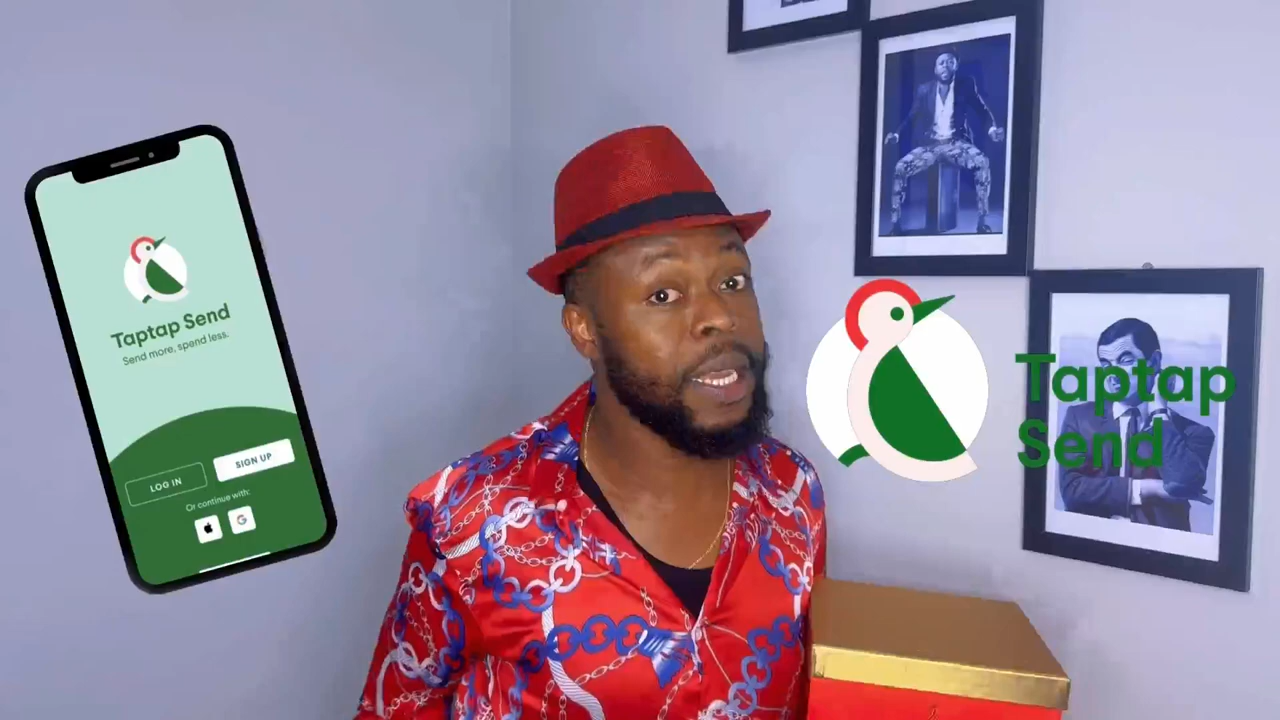 Taptap Send
Send more, spend less.
LOG IN
SIGN UP
Or continue with:
G
Taptap
Send